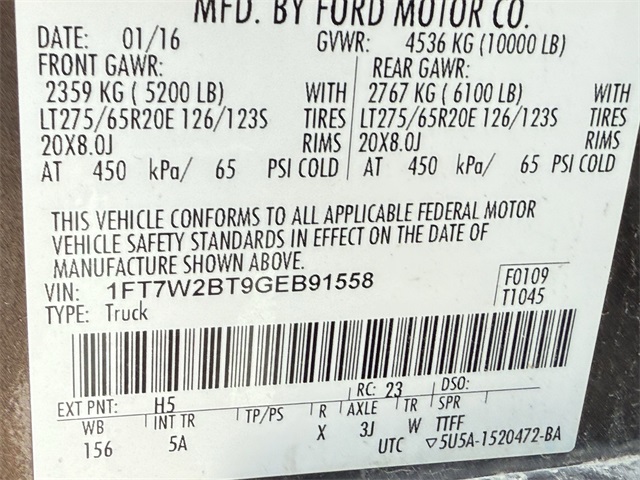 MFD. BY FORD MOTOR CO.
DATE: 01/16 GVWR: 4536 KG (10000 LB)
FRONT GAWR: REAR GAWR:
2359 KG ( 5200 LB) WITH 2767 KG ( 6100 LB) WITH
LT275/65R20E 126/123S TIRES LT275/65R20E 126/123S TIRES
20X8.0J RIMS 20X8.0J RIMS
AT 450 kPa/ 65 PSI COLD AT 450 kPa/ 65 PSI COLD
THIS VEHICLE CONFORMS TO ALL APPLICABLE FEDERAL MOTOR
VEHICLE SAFETY STANDARDS IN EFFECT ON THE DATE OF
MANUFACTURE SHOWN ABOVE.
VIN: 1FT7W2BT9GEB91558 F0109
TYPE: Truck T1045
EXT PNT: H5 RC: 23 DSO:
WB INT TR TP/PS R AXLE TR SPR
156 5A X 3J W TTFF
UTC ▽5U5A-1520472-BA